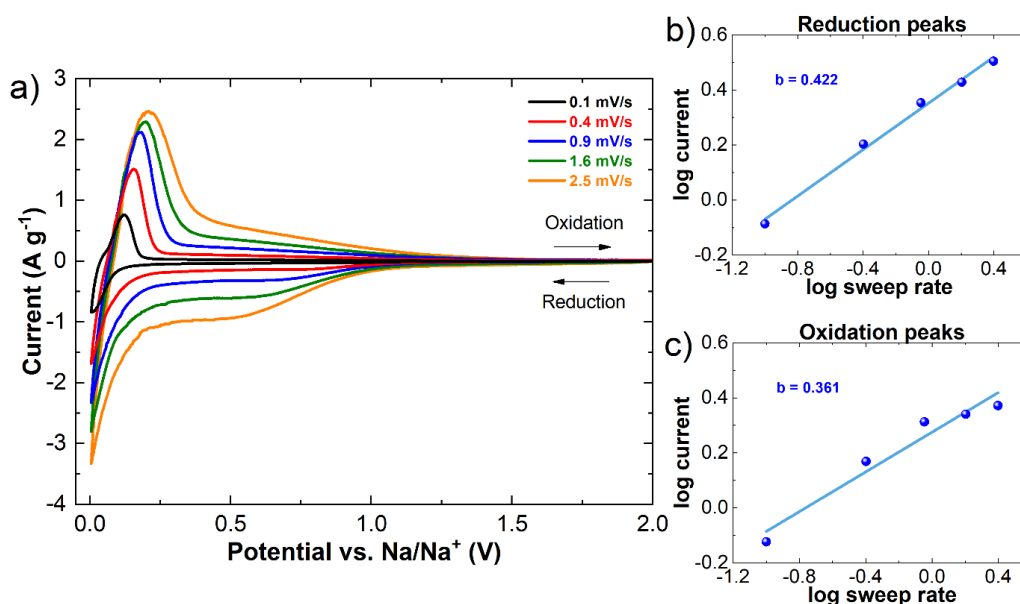 a)
Current (A g⁻¹)
3
2
1
0
-1
-2
-3
-4
0.0 0.5 1.0 1.5 2.0
Potential vs. Na/Na⁺ (V)
0.1 mV/s
0.4 mV/s
0.9 mV/s
1.6 mV/s
2.5 mV/s
Oxidation
Reduction
b)
Reduction peaks
b = 0.422
log current
0.6
0.4
0.2
0.0
-0.2
-1.2 -0.8 -0.4 0.0 0.4
log sweep rate
c)
Oxidation peaks
b = 0.361
log current
0.6
0.4
0.2
0.0
-0.2
-1.2 -0.8 -0.4 0.0 0.4
log sweep rate